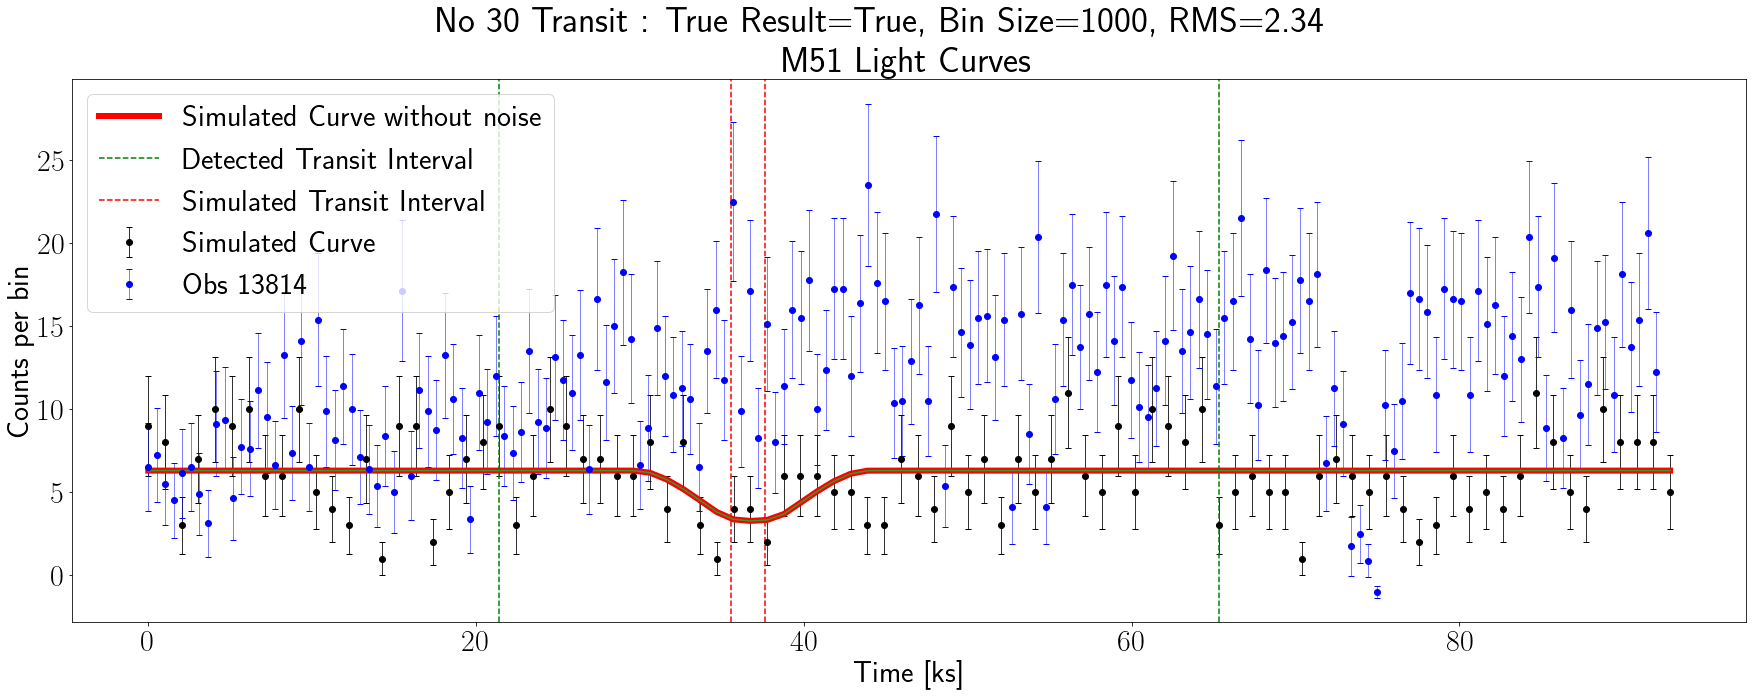 No 30 Transit : True Result=True, Bin Size=1000, RMS=2.34
M51 Light Curves
Simulated Curve without noise
Detected Transit Interval
Simulated Transit Interval
Simulated Curve
Obs 13814
Counts per bin
25
20
15
10
5
0
0 20 40 60 80
Time [ks]